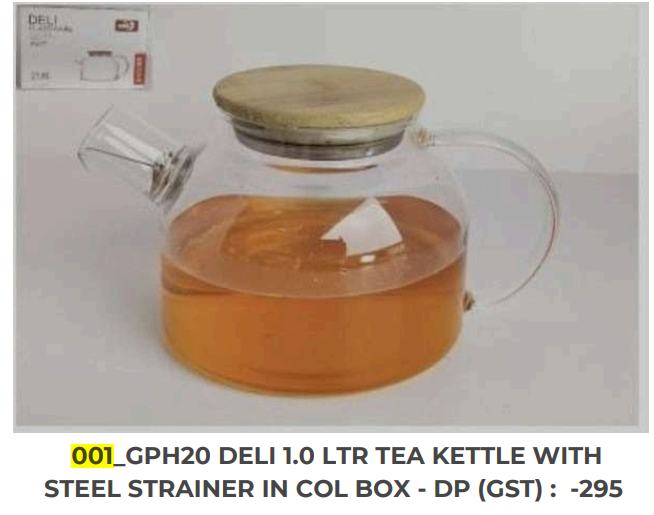 DELI
001_GPH20 DELI 1.0 LTR TEA KETTLE WITH
STEEL STRAINER IN COL BOX - DP (GST) : -295